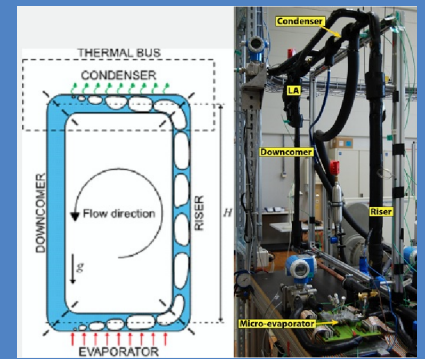 THERMAL BUS
CONDENSER
DOWNCOMER
Flow direction
g
RISER
H
EVAPORATOR
Condenser
LA
Downcomer
Riser
Micro-evaporator